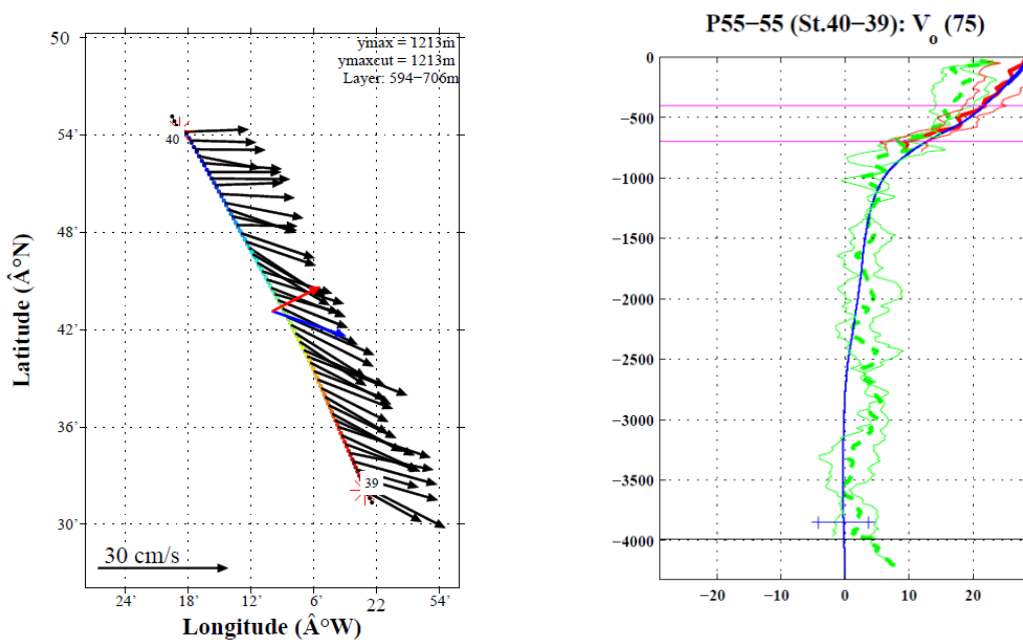 50
54'
48'
42'
36'
30'
Latitude (Â°N)
ymax = 1213m
ymaxcut = 1213m
Layer: 594−706m
40
39
30 cm/s
24' 18' 12' 6' 22 54'
Longitude (Â°W)
P55−55 (St.40−39): V_o (75)
0
−500
−1000
−1500
−2000
−2500
−3000
−3500
−4000
−20 −10 0 10 20